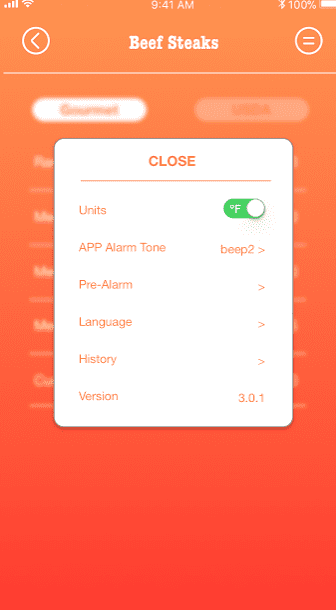 9:41 AM
100%
Beef Steaks
Gourmet
USDA
CLOSE
Units °F
APP Alarm Tone beep2 >
Pre-Alarm >
Language >
History >
Version 3.0.1